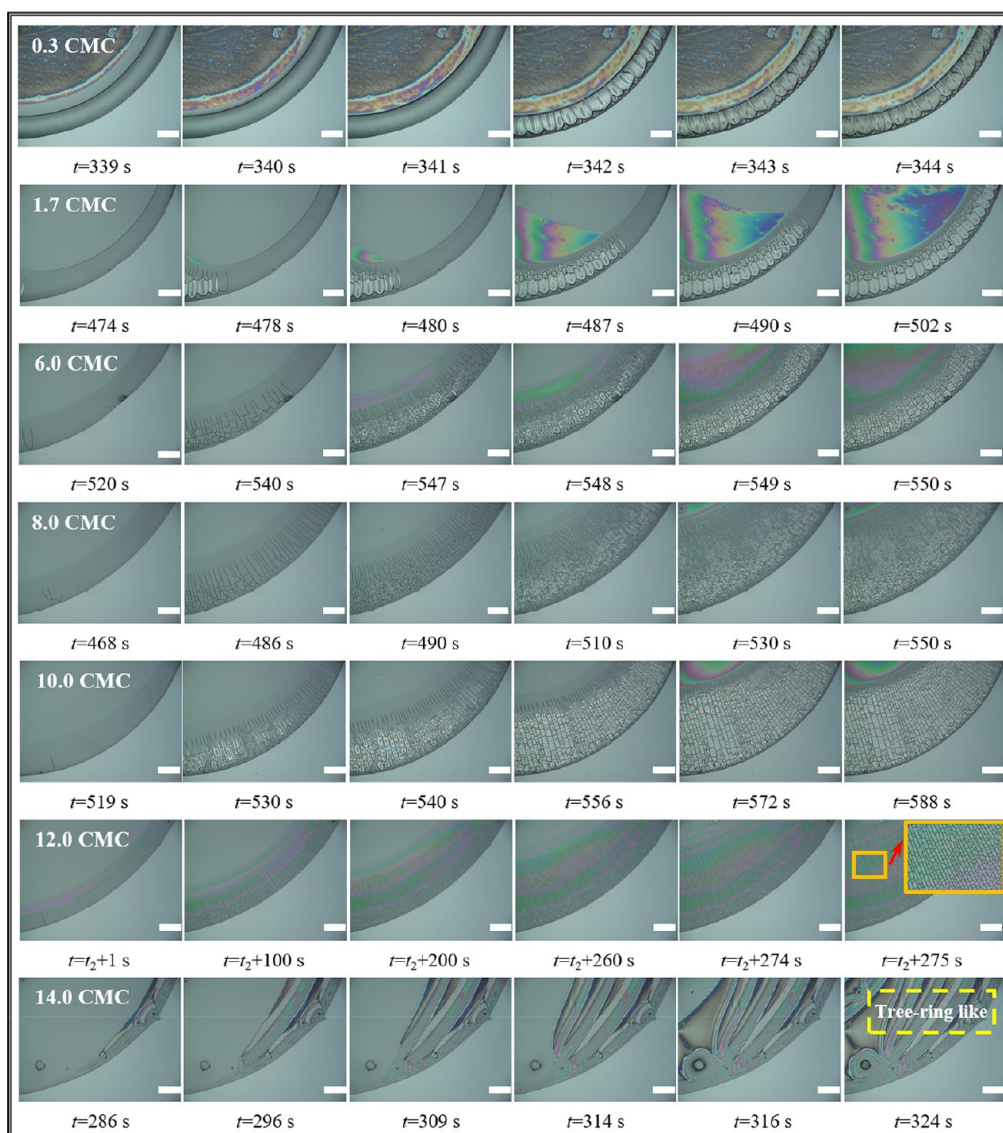 0.3 CMC
t=339 s t=340 s t=341 s t=342 s t=343 s t=344 s
1.7 CMC
t=474 s t=478 s t=480 s t=487 s t=490 s t=502 s
6.0 CMC
t=520 s t=540 s t=547 s t=548 s t=549 s t=550 s
8.0 CMC
t=468 s t=486 s t=490 s t=510 s t=530 s t=550 s
10.0 CMC
t=519 s t=530 s t=540 s t=556 s t=572 s t=588 s
12.0 CMC
t=t₂+1 s t=t₂+100 s t=t₂+200 s t=t₂+260 s t=t₂+274 s t=t₂+275 s
14.0 CMC
Tree-ring like
t=286 s t=296 s t=309 s t=314 s t=316 s t=324 s